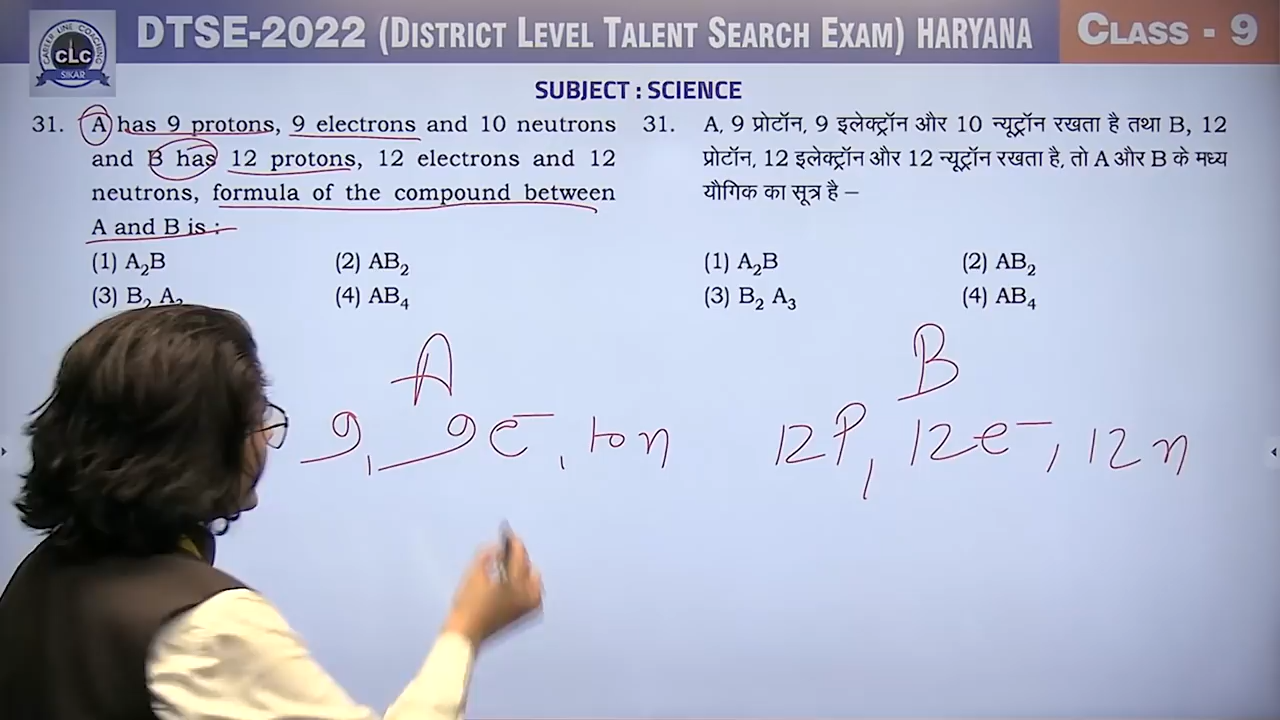 CAREER LINE COACHING
CLC
SIKAR
DTSE-2022 (DISTRICT LEVEL TALENT SEARCH EXAM) HARYANA
CLASS - 9
SUBJECT : SCIENCE
31. A has 9 protons, 9 electrons and 10 neutrons
and B has 12 protons, 12 electrons and 12
neutrons, formula of the compound between
A and B is :
(1) A₂B (2) AB₂
(3) B₂ A₃ (4) AB₄
31. A, 9 प्रोटॉन, 9 इलेक्ट्रॉन और 10 न्यूट्रॉन रखता है तथा B, 12
प्रोटॉन, 12 इलेक्ट्रॉन और 12 न्यूट्रॉन रखता है, तो A और B के मध्य
यौगिक का सूत्र है –
(1) A₂B (2) AB₂
(3) B₂ A₃ (4) AB₄
A
9, 9e⁻, 10n
B
12P, 12e⁻, 12n